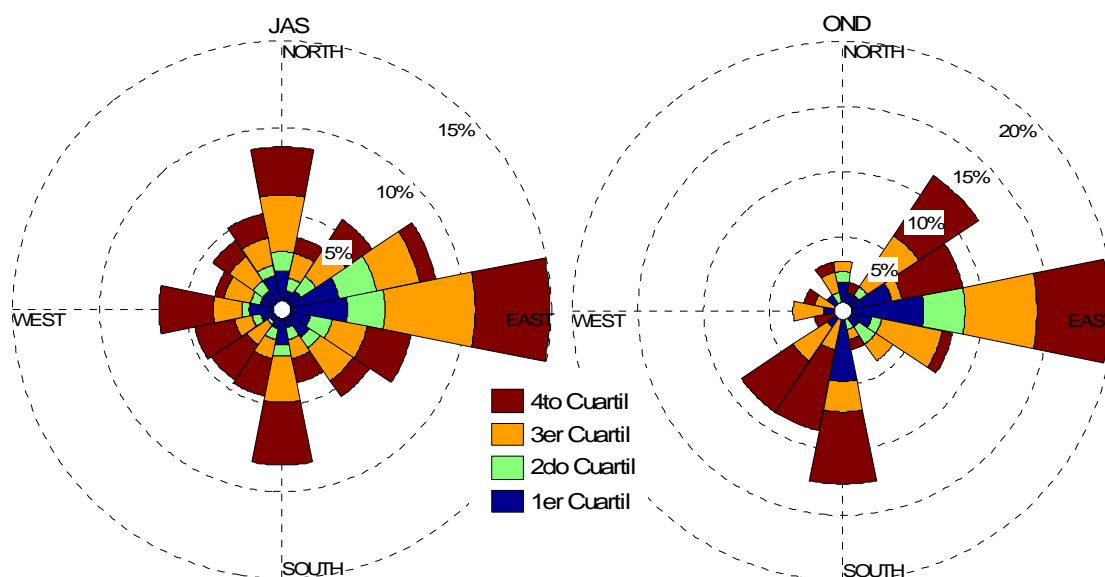 JAS
NORTH
15%
10%
5%
WEST
EAST
SOUTH
OND
NORTH
20%
15%
10%
5%
WEST
EAS
SOUTH
4to Cuartil
3er Cuartil
2do Cuartil
1er Cuartil